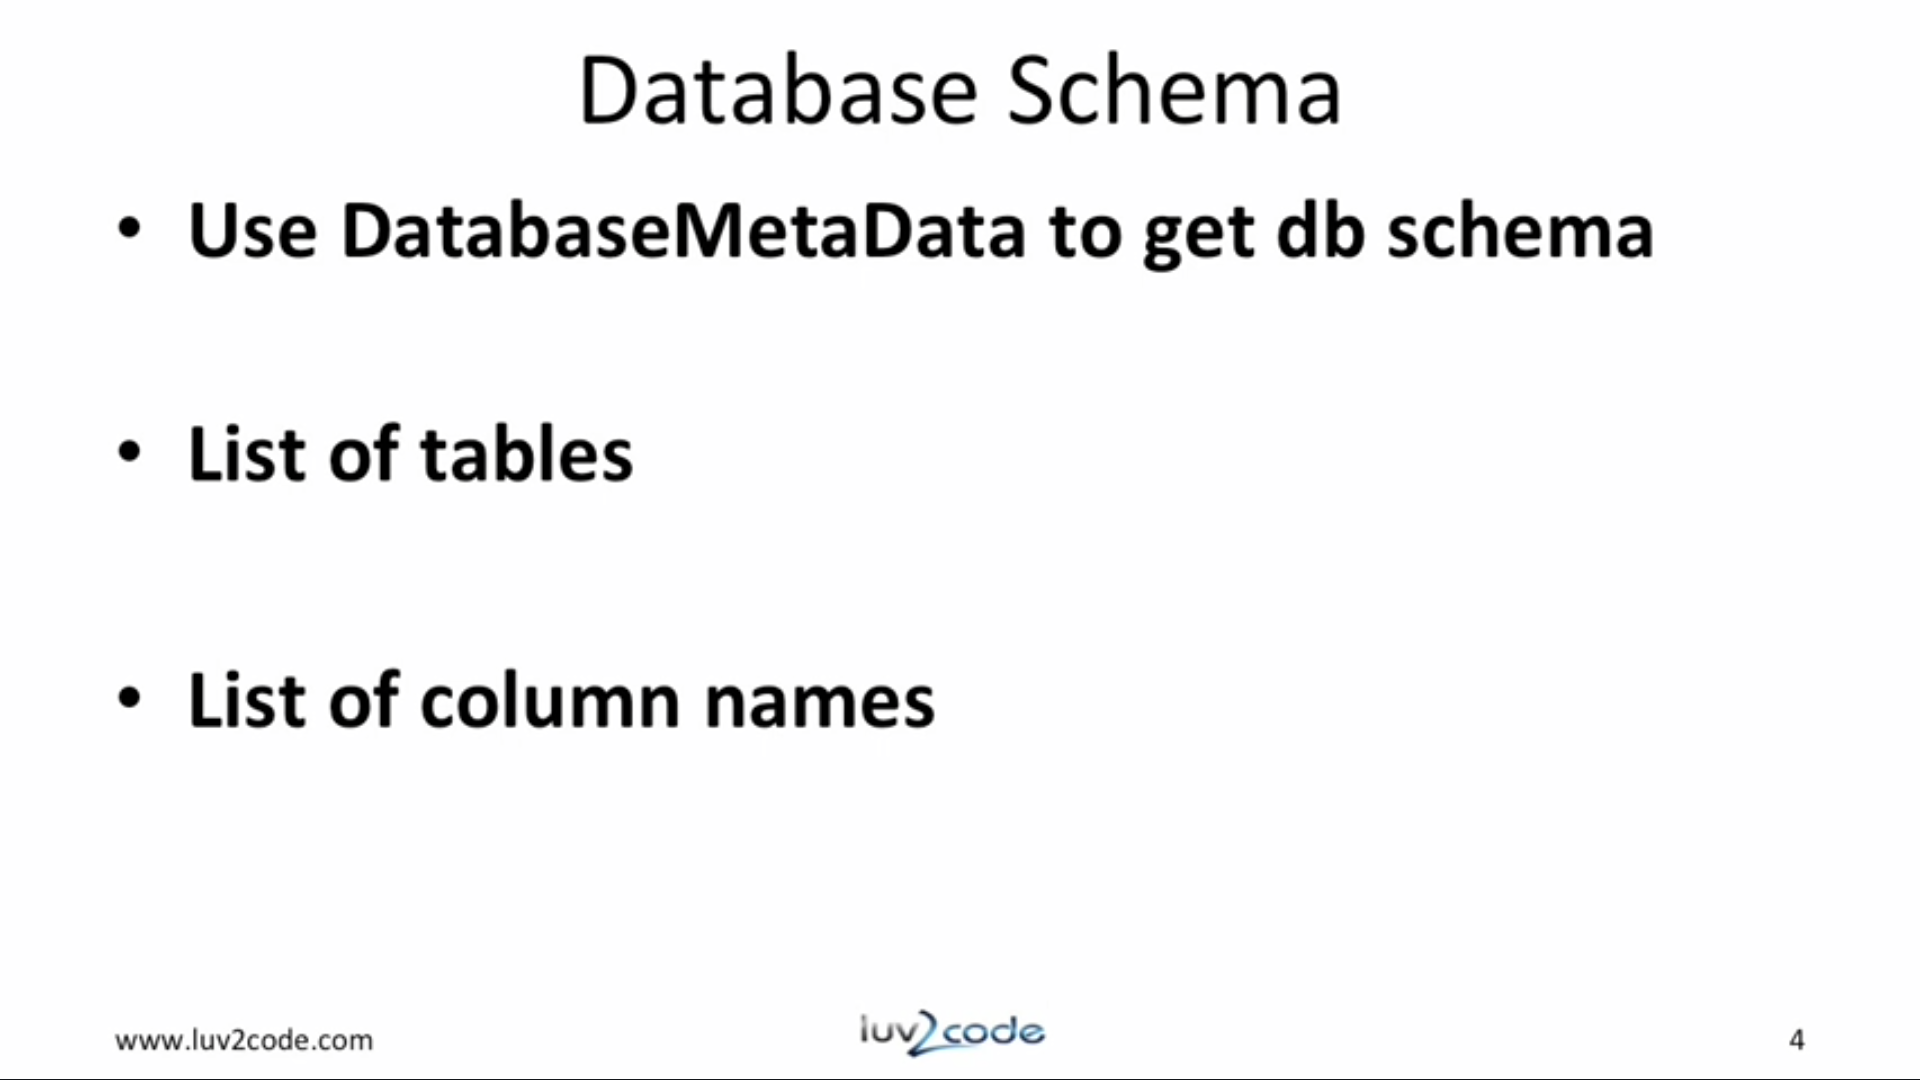 Database Schema
• Use DatabaseMetaData to get db schema
• List of tables
• List of column names
www.luv2code.com
luv2code
4